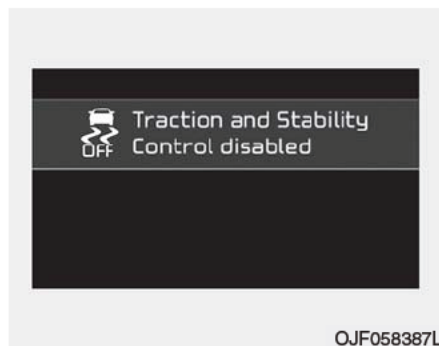 Traction and Stability
OFF Control disabled
OJF058387L